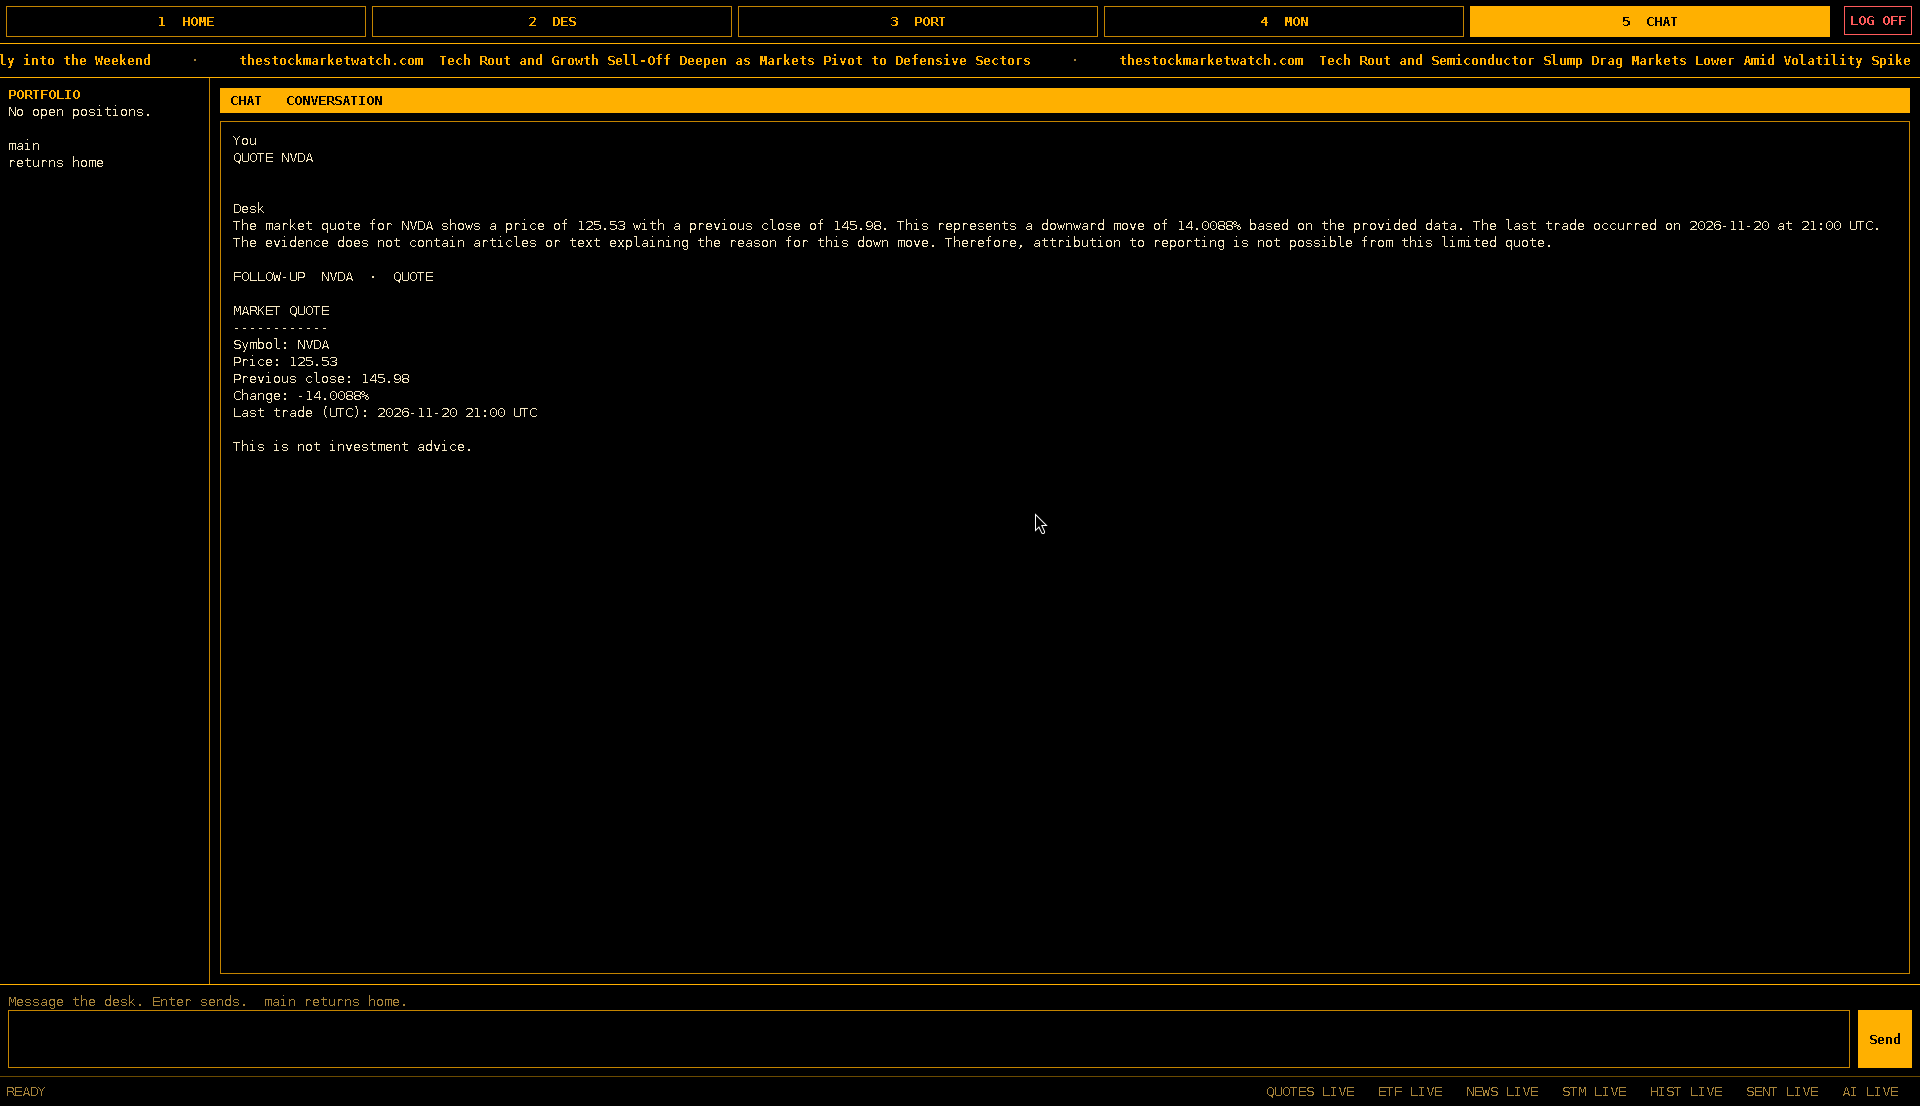 1 HOME
2 DES
3 PORT
4 MON
5 CHAT
LOG OFF
ly into the Weekend · thestockmarketwatch.com Tech Rout and Growth Sell-Off Deepen as Markets Pivot to Defensive Sectors · thestockmarketwatch.com Tech Rout and Semiconductor Slump Drag Markets Lower Amid Volatility Spike
PORTFOLIO
No open positions.
main
returns home
CHAT CONVERSATION
You
QUOTE NVDA
Desk
The market quote for NVDA shows a price of 125.53 with a previous close of 145.98. This represents a downward move of 14.0088% based on the provided data. The last trade occurred on 2026-11-20 at 21:00 UTC.
The evidence does not contain articles or text explaining the reason for this down move. Therefore, attribution to reporting is not possible from this limited quote.
FOLLOW-UP NVDA · QUOTE
MARKET QUOTE
------------
Symbol: NVDA
Price: 125.53
Previous close: 145.98
Change: -14.0088%
Last trade (UTC): 2026-11-20 21:00 UTC
This is not investment advice.
Message the desk. Enter sends. main returns home.
Send
READY
QUOTES LIVE ETF LIVE NEWS LIVE STM LIVE HIST LIVE SENT LIVE AI LIVE